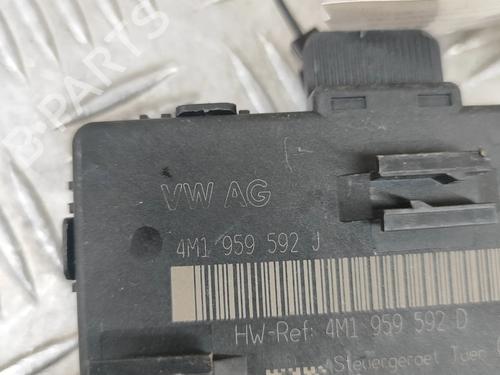 B-PARTS
VW AG
4M1 959 592 J
HW-Ref: 4M1 959 592 D
Steuergeraet Tuer